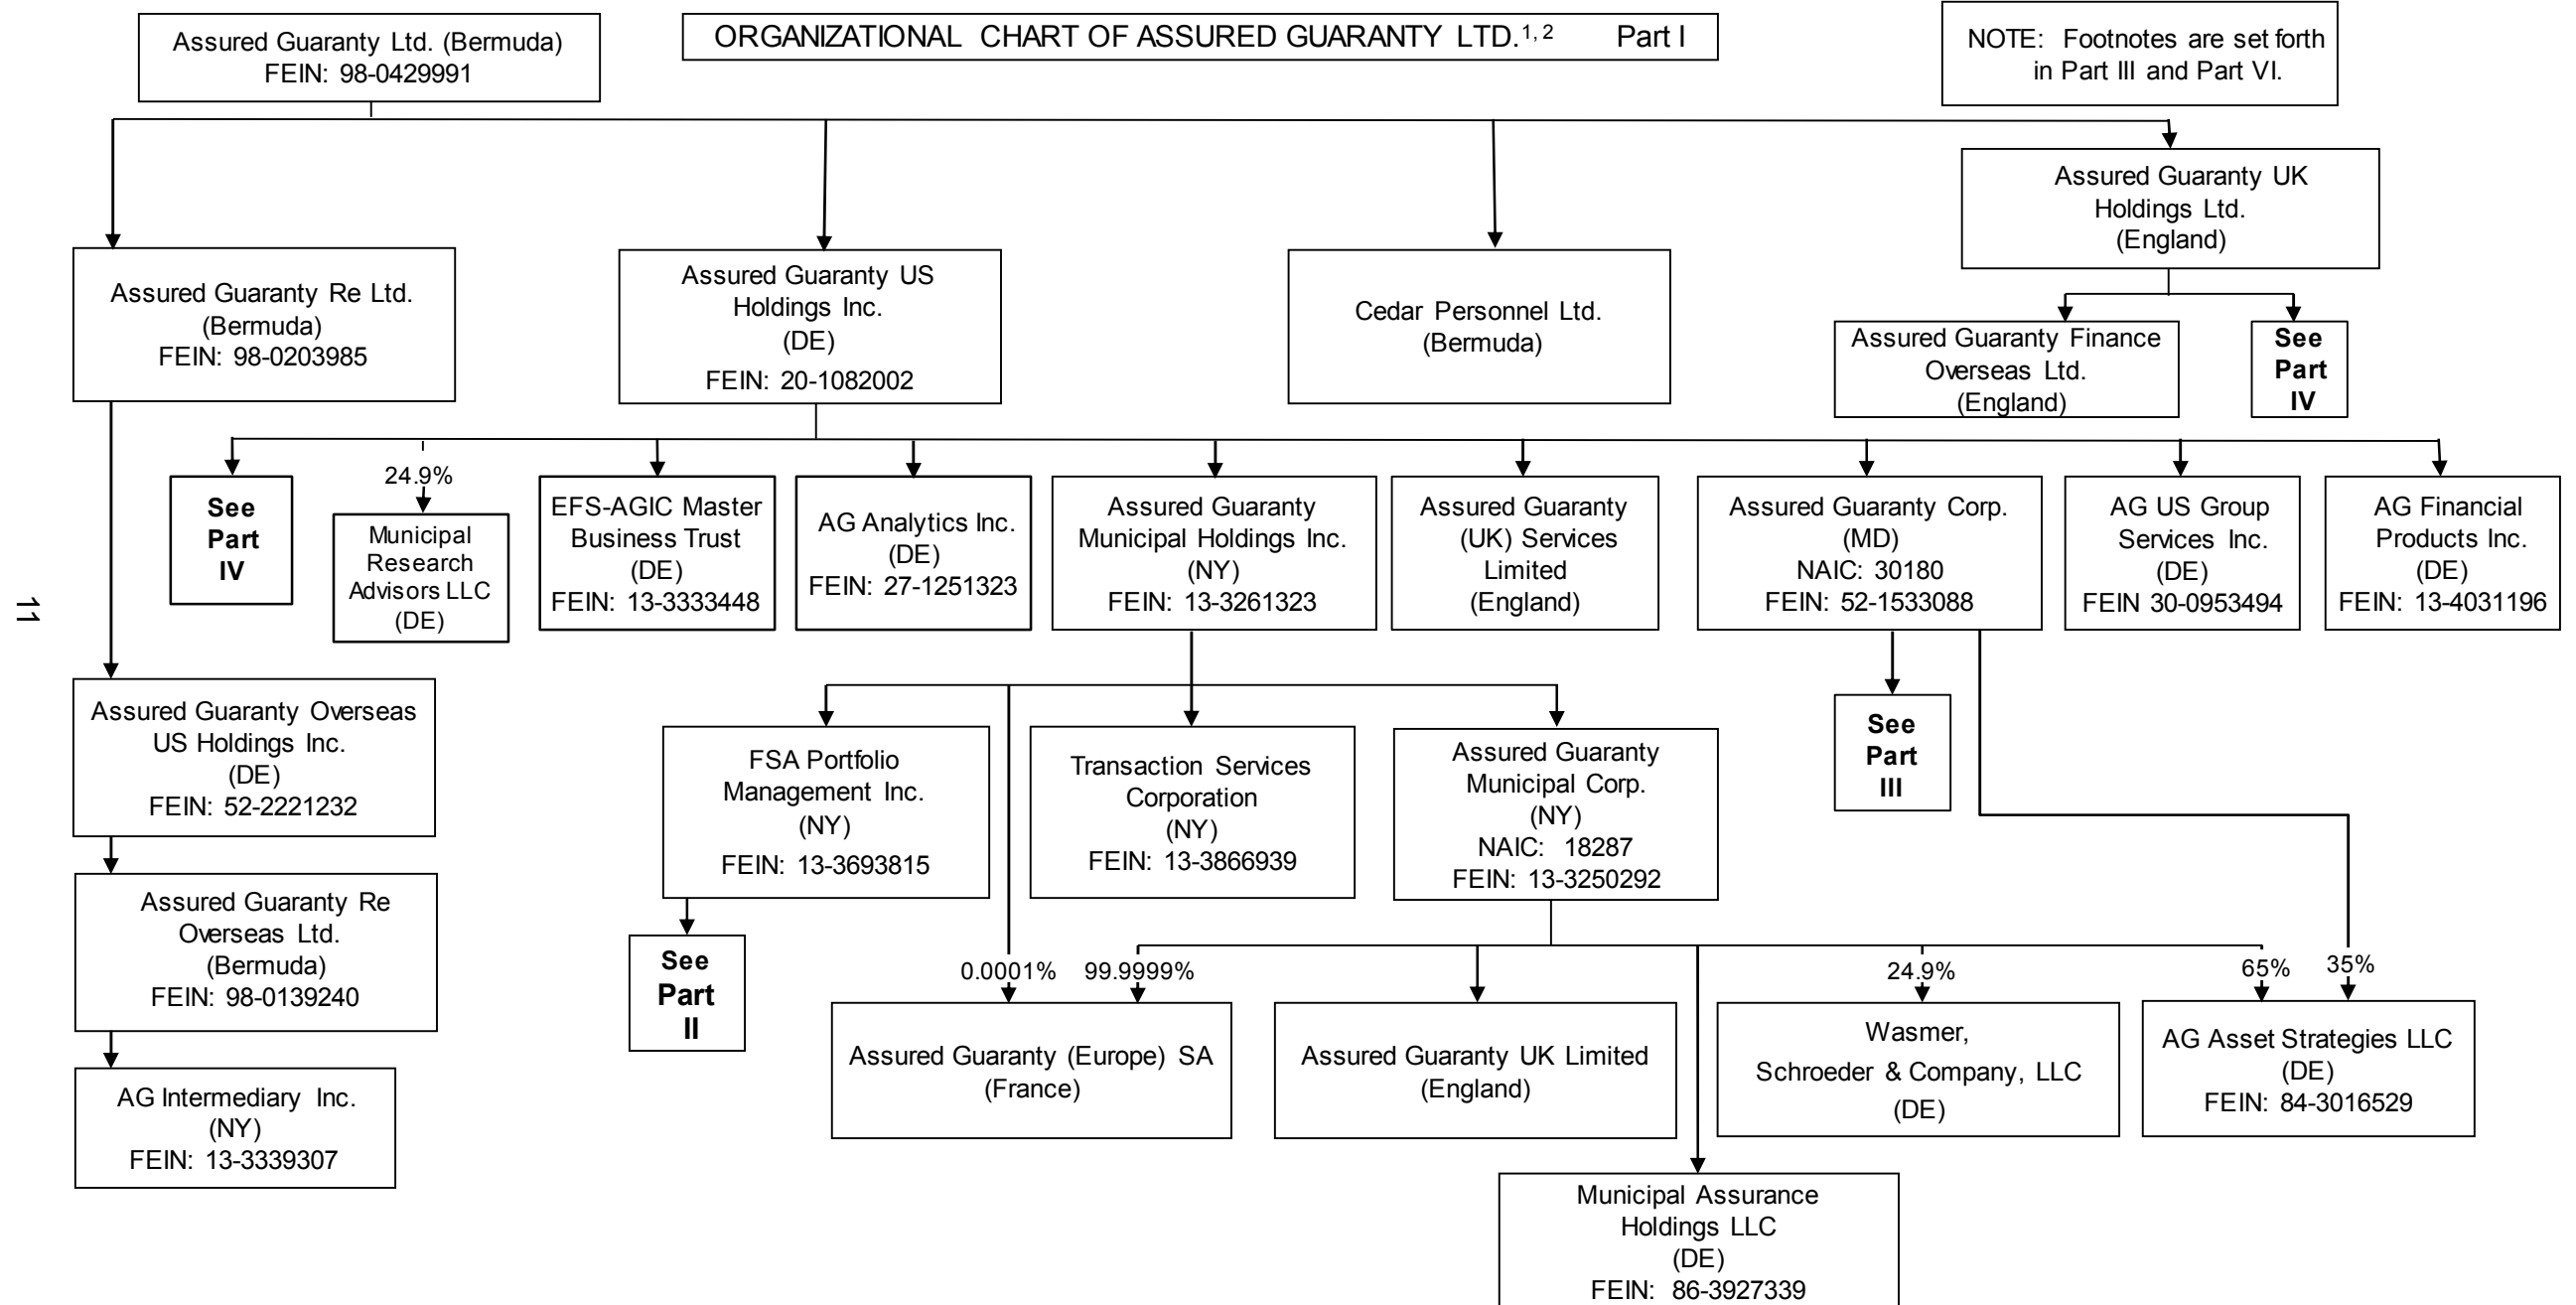 Assured Guaranty Ltd. (Bermuda)
FEIN: 98-0429991
ORGANIZATIONAL CHART OF ASSURED GUARANTY LTD.1, 2 Part I
NOTE: Footnotes are set forth
in Part III and Part VI.
Assured Guaranty UK
Holdings Ltd.
(England)
Assured Guaranty Re Ltd.
(Bermuda)
FEIN: 98-0203985
Assured Guaranty US
Holdings Inc.
(DE)
FEIN: 20-1082002
Cedar Personnel Ltd.
(Bermuda)
Assured Guaranty Finance
Overseas Ltd.
(England)
See
Part
IV
See
Part
IV
24.9%
Municipal
Research
Advisors LLC
(DE)
EFS-AGIC Master
Business Trust
(DE)
FEIN: 13-3333448
AG Analytics Inc.
(DE)
FEIN: 27-1251323
Assured Guaranty
Municipal Holdings Inc.
(NY)
FEIN: 13-3261323
Assured Guaranty
(UK) Services
Limited
(England)
Assured Guaranty Corp.
(MD)
NAIC: 30180
FEIN: 52-1533088
AG US Group
Services Inc.
(DE)
FEIN 30-0953494
AG Financial
Products Inc.
(DE)
FEIN: 13-4031196
11
Assured Guaranty Overseas
US Holdings Inc.
(DE)
FEIN: 52-2221232
FSA Portfolio
Management Inc.
(NY)
FEIN: 13-3693815
Transaction Services
Corporation
(NY)
FEIN: 13-3866939
Assured Guaranty
Municipal Corp.
(NY)
NAIC: 18287
FEIN: 13-3250292
See
Part
III
Assured Guaranty Re
Overseas Ltd.
(Bermuda)
FEIN: 98-0139240
See
Part
II
0.0001%
99.9999%
24.9%
65%
35%
Assured Guaranty (Europe) SA
(France)
Assured Guaranty UK Limited
(England)
Wasmer,
Schroeder & Company, LLC
(DE)
AG Asset Strategies LLC
(DE)
FEIN: 84-3016529
AG Intermediary Inc.
(NY)
FEIN: 13-3339307
Municipal Assurance
Holdings LLC
(DE)
FEIN: 86-3927339